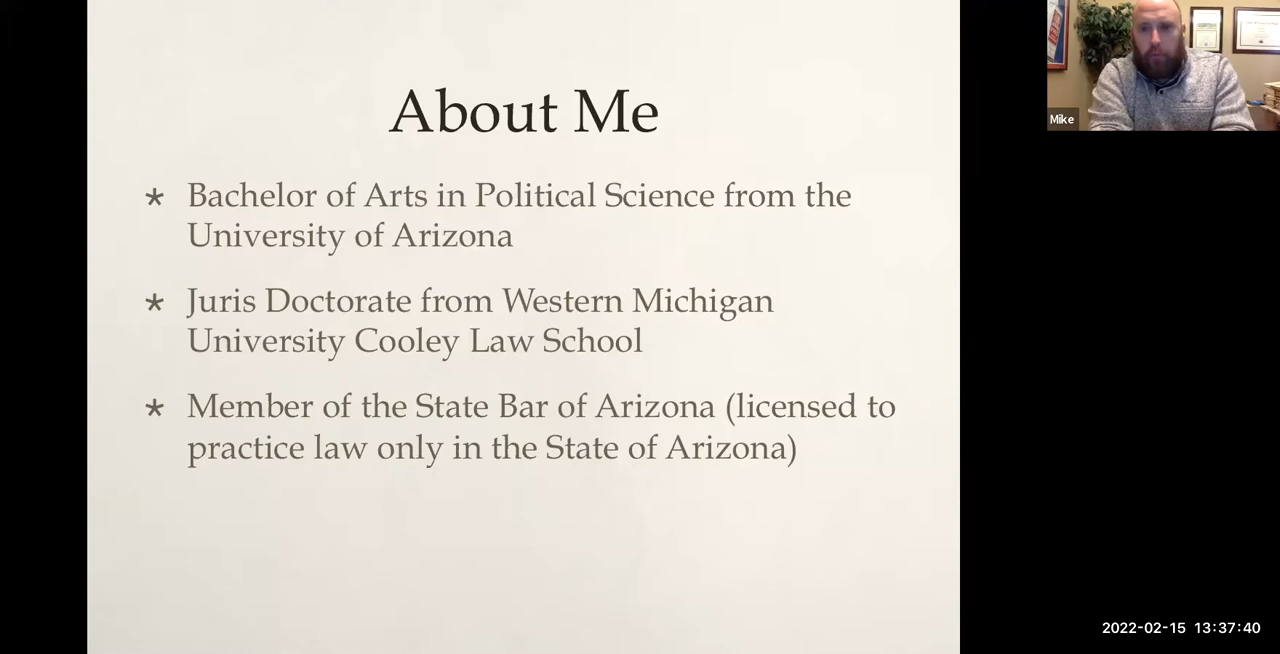 About Me
* Bachelor of Arts in Political Science from the
University of Arizona
* Juris Doctorate from Western Michigan
University Cooley Law School
* Member of the State Bar of Arizona (licensed to
practice law only in the State of Arizona)
Mike
2022-02-15 13:37:40